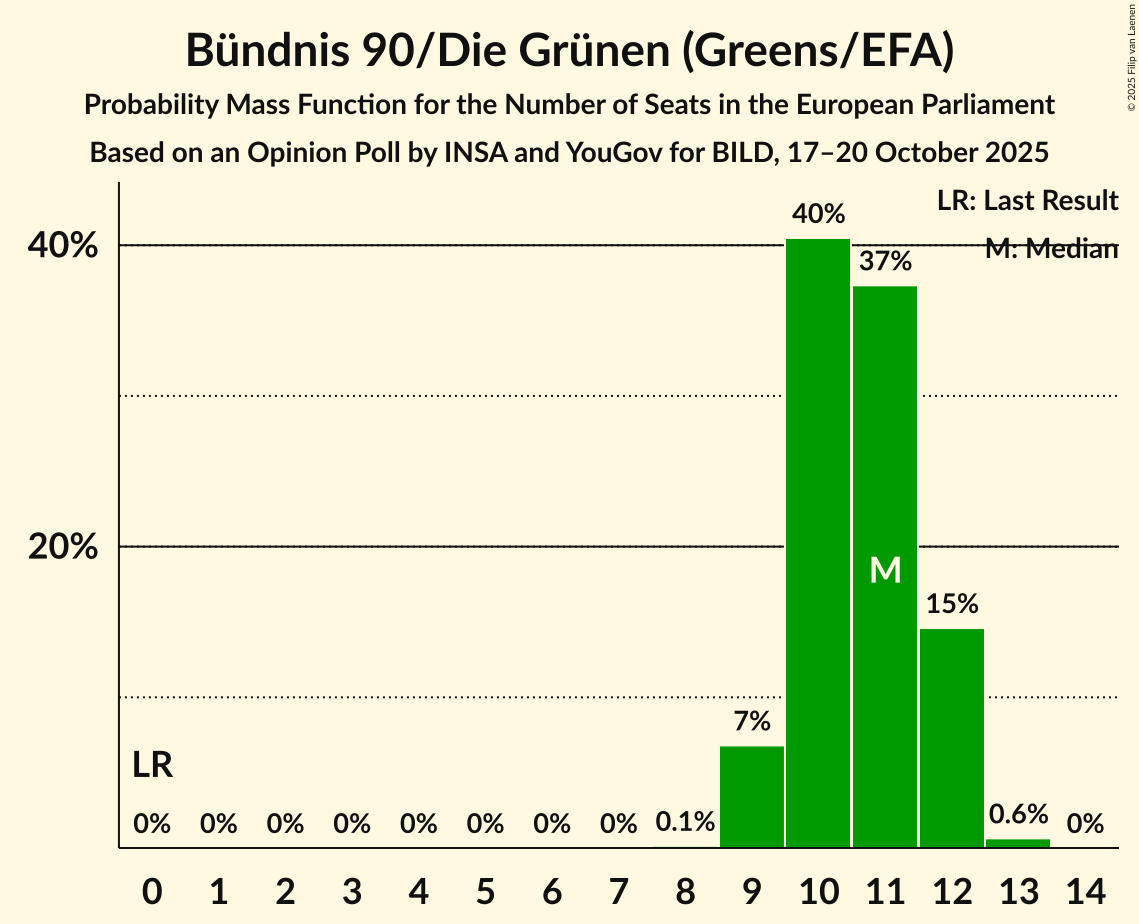 Bündnis 90/Die Grünen (Greens/EFA)
Probability Mass Function for the Number of Seats in the European Parliament
Based on an Opinion Poll by INSA and YouGov for BILD, 17–20 October 2025
© 2025 Filip van Laenen
LR: Last Result
M: Median
40%
20%
40%
37%
M
15%
7%
LR
0% 0% 0% 0% 0% 0% 0% 0% 0.1% 0.6% 0%
0 1 2 3 4 5 6 7 8 9 10 11 12 13 14